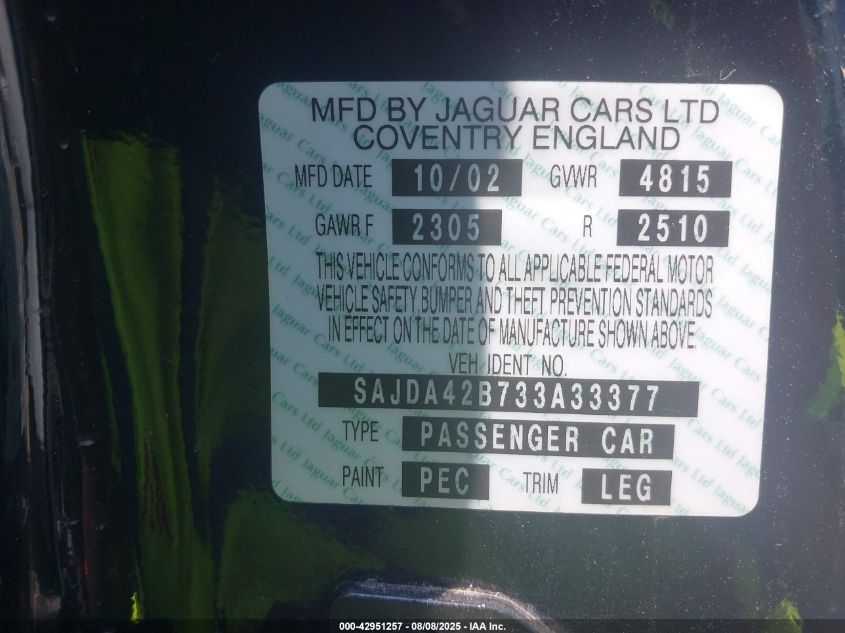 MFD BY JAGUAR CARS LTD
COVENTRY ENGLAND
MFD DATE 10/02 GVWR 4815
GAWR F 2305 R 2510
THIS VEHICLE CONFORMS TO ALL APPLICABLE FEDERAL MOTOR
VEHICLE SAFETY BUMPER AND THEFT PREVENTION STANDARDS
IN EFFECT ON THE DATE OF MANUFACTURE SHOWN ABOVE.
VEH IDENT NO.
SAJDA42B733A33377
TYPE PASSENGER CAR
PAINT PEC TRIM LEG
000-42951257 - 08/08/2025 - IAA Inc.